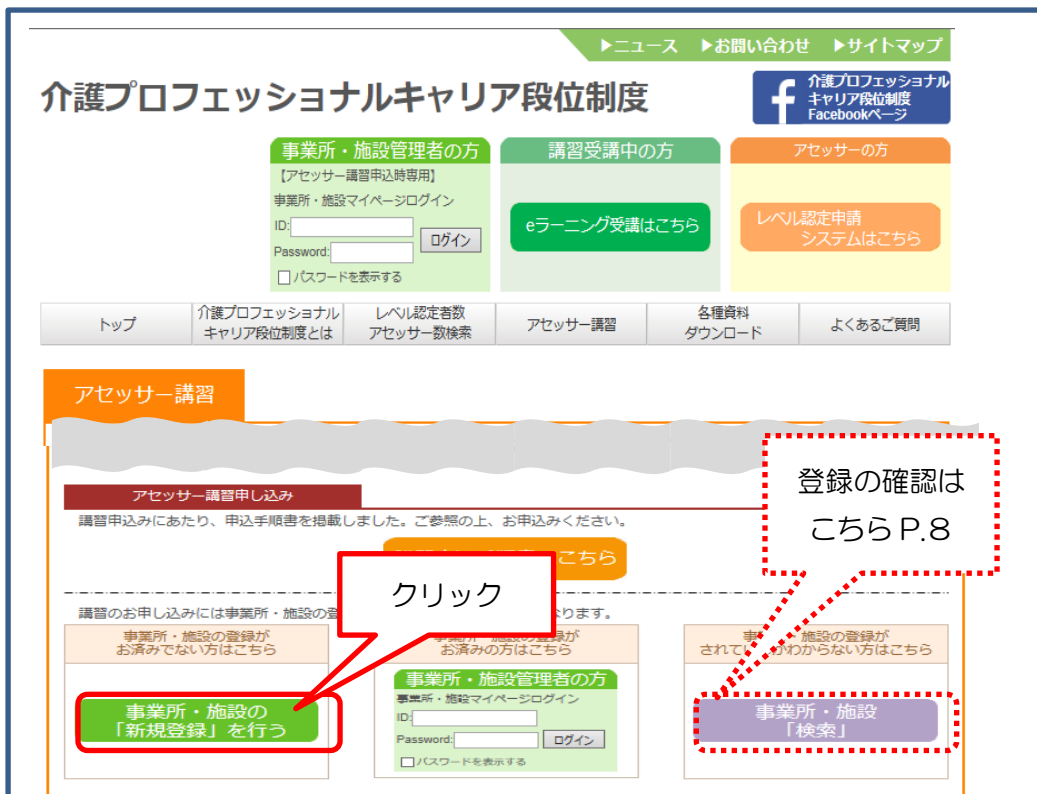 ▶ニュース ▶お問い合わせ ▶サイトマップ
介護プロフェッショナルキャリア段位制度
介護プロフェッショナル
キャリア段位制度
Facebookページ
事業所・施設管理者の方
【アセッサー講習申込時専用】
事業所・施設マイページログイン
ID:
Password:
ログイン
パスワードを表示する
講習受講中の方
eラーニング受講はこちら
アセッサーの方
レベル認定申請
システムはこちら
トップ
介護プロフェッショナル
キャリア段位制度とは
レベル認定者数
アセッサー数検索
アセッサー講習
各種資料
ダウンロード
よくあるご質問
アセッサー講習
登録の確認は
こちらP.8
アセッサー講習申し込み
講習申込みにあたり、申込手順書を掲載しました。ご参照の上、お申込みください。
こちら
クリック
講習のお申し込みには事業所・施設の登
なります。
事業所・施設の登録が
お済みでない方はこちら
事業所・施設の
「新規登録」を行う
施設の登録が
お済みの方はこちら
事業所・施設管理者の方
事業所・施設マイページログイン
ID:
Password:
ログイン
パスワードを表示する
施設の登録が
されて わからない方はこちら
事業所・施設
「検索」